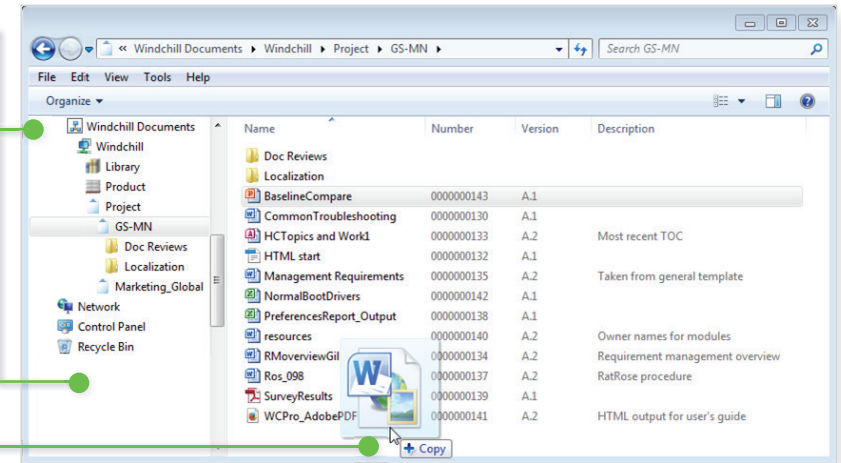 « Windchill Documents ▸ Windchill ▸ Project ▸ GS-MN ▸ Search GS-MN
File Edit View Tools Help
Organize
Windchill Documents
Windchill
Library
Product
Project
GS-MN
Doc Reviews
Localization
Marketing_Global
Network
Control Panel
Recycle Bin
Name Number Version Description
Doc Reviews
Localization
BaselineCompare 0000000143 A.1
CommonTroubleshooting 0000000130 A.1
HCTopics and Work1 0000000133 A.2 Most recent TOC
HTML start 0000000132 A.1
Management Requirements 0000000135 A.2 Taken from general template
NormalBootDrivers 0000000142 A.1
PreferencesReport_Output 0000000138 A.1
resources 0000000140 A.2 Owner names for modules
RMoverviewGil 0000000134 A.2 Requirement management overview
Ros_098 0000000137 A.2 RatRose procedure
SurveyResults 0000000139 A.1
WCPro_AdobePDF 0000000141 A.2 HTML output for user's guide
W
+ Copy